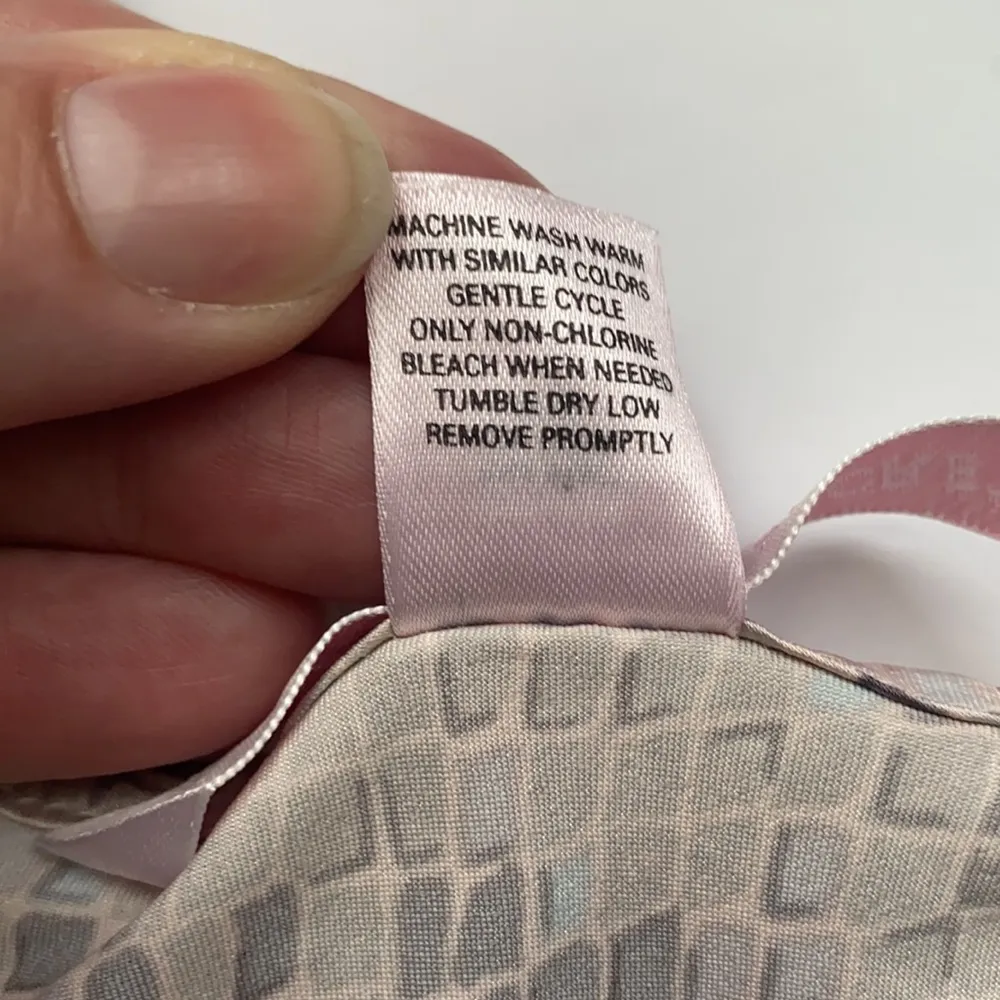 MACHINE WASH WARM
WITH SIMILAR COLORS
GENTLE CYCLE
ONLY NON-CHLORINE
BLEACH WHEN NEEDED
TUMBLE DRY LOW
REMOVE PROMPTLY